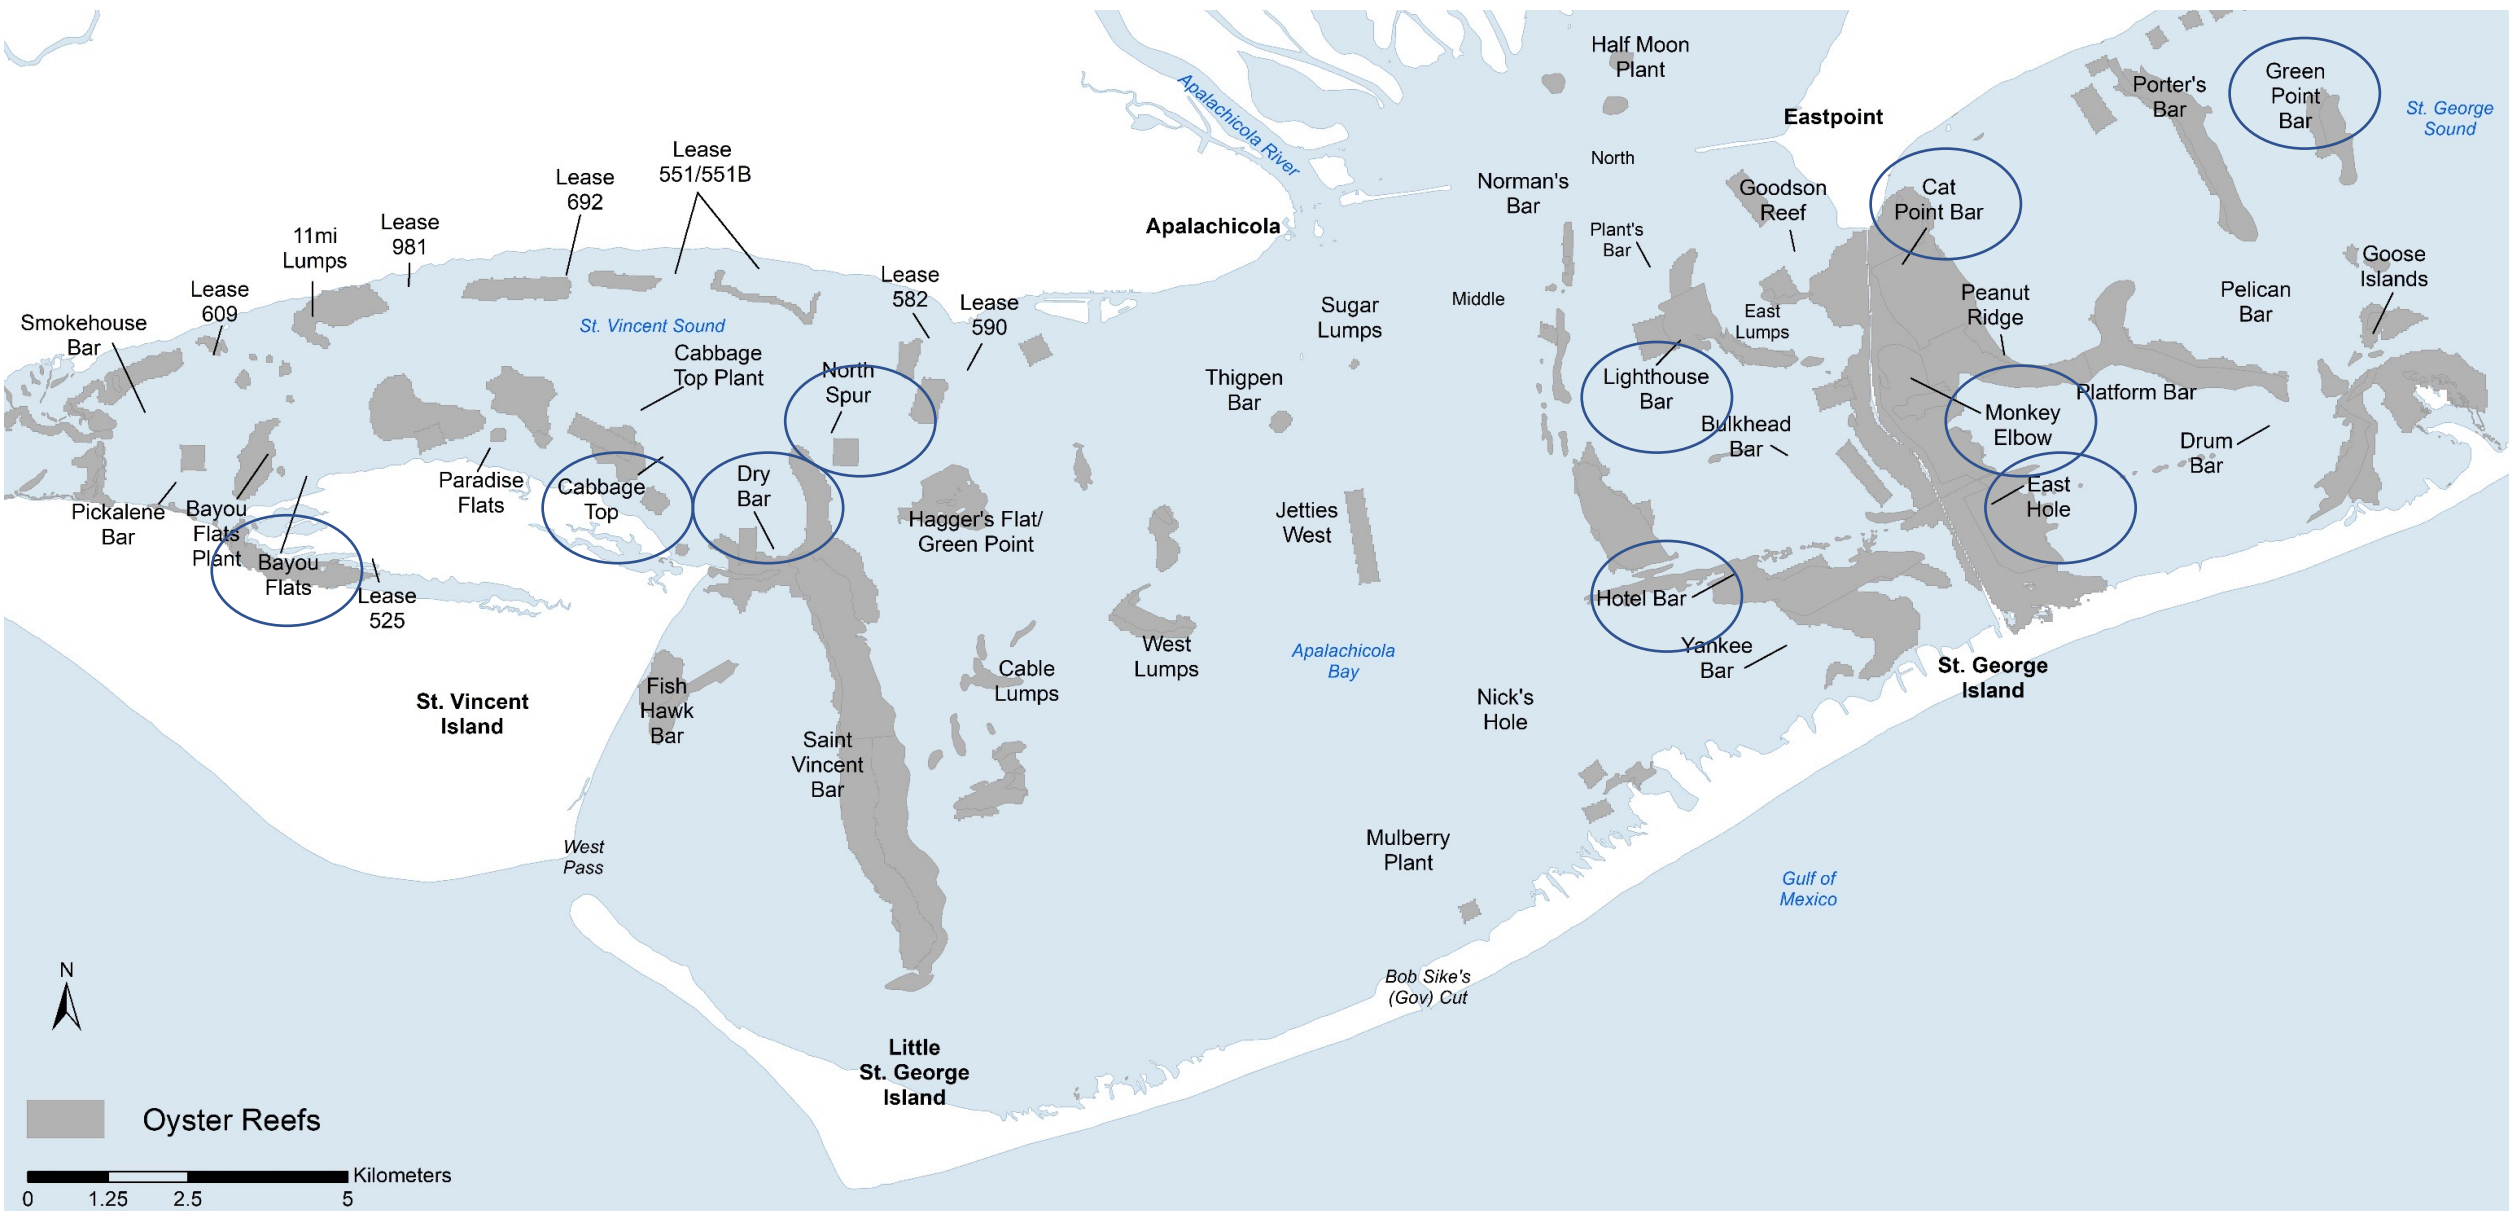 Half Moon
Plant
Green
Point
Bar
Porter's
Bar
St. George
Sound
Eastpoint
Apalachicola River
North
Norman's
Bar
Goodson
Reef
Cat
Point Bar
Lease
551/551B
Lease
692
Lease
981
11mi
Lumps
Apalachicola
Plant's
Bar
Goose
Islands
Lease
609
Lease
582
Lease
590
Smokehouse
Bar
St. Vincent Sound
Sugar
Lumps
Middle
East
Lumps
Peanut
Ridge
Pelican
Bar
Cabbage
Top Plant
North
Spur
Thigpen
Bar
Lighthouse
Bar
Platform Bar
Monkey
Elbow
Bulkhead
Bar
Drum
Bar
Paradise
Flats
Cabbage
Top
Dry
Bar
East
Hole
Pickalene
Bar
Bayou
Flats
Plant
Hagger's Flat/
Green Point
Jetties
West
Bayou
Flats
Lease
525
Hotel Bar
West
Lumps
Apalachicola
Bay
Yankee
Bar
St. George
Island
Cable
Lumps
Fish
Hawk
Bar
St. Vincent
Island
Nick's
Hole
Saint
Vincent
Bar
West
Pass
Mulberry
Plant
Gulf of
Mexico
N
Bob Sike's
(Gov) Cut
Little
St. George
Island
Oyster Reefs
Kilometers
0 1.25 2.5 5